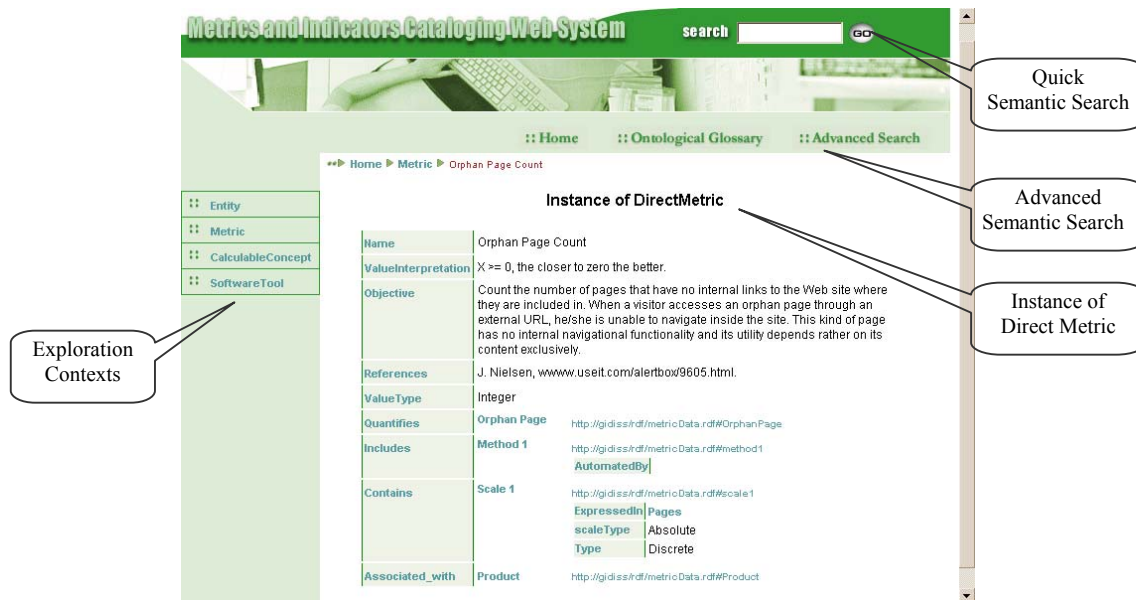 Metrics and Indicators Cataloging Web System
search
GO
Quick
Semantic Search
:: Home :: Ontological Glossary :: Advanced Search
Home Metric Orphan Page Count
Advanced
Semantic Search
:: Entity
:: Metric
:: CalculableConcept
:: SoftwareTool
Exploration
Contexts
Instance of DirectMetric
Instance of
Direct Metric
Name Orphan Page Count
ValueInterpretation X >= 0, the closer to zero the better.
Objective Count the number of pages that have no internal links to the Web site where
they are included in. When a visitor accesses an orphan page through an
external URL, he/she is unable to navigate inside the site. This kind of page
has no internal navigational functionality and its utility depends rather on its
content exclusively.
References J. Nielsen, wwww.useit.com/alertbox/9605.html.
ValueType Integer
Quantifies Orphan Page http://gidiss/rdf/metricData.rdf#OrphanPage
Includes Method 1 http://gidiss/rdf/metricData.rdf#method1
AutomatedBy
Contains Scale 1 http://gidiss/rdf/metricData.rdf#scale1
ExpressedIn Pages
scaleType Absolute
Type Discrete
Associated_with Product http://gidiss/rdf/metricData.rdf#Product